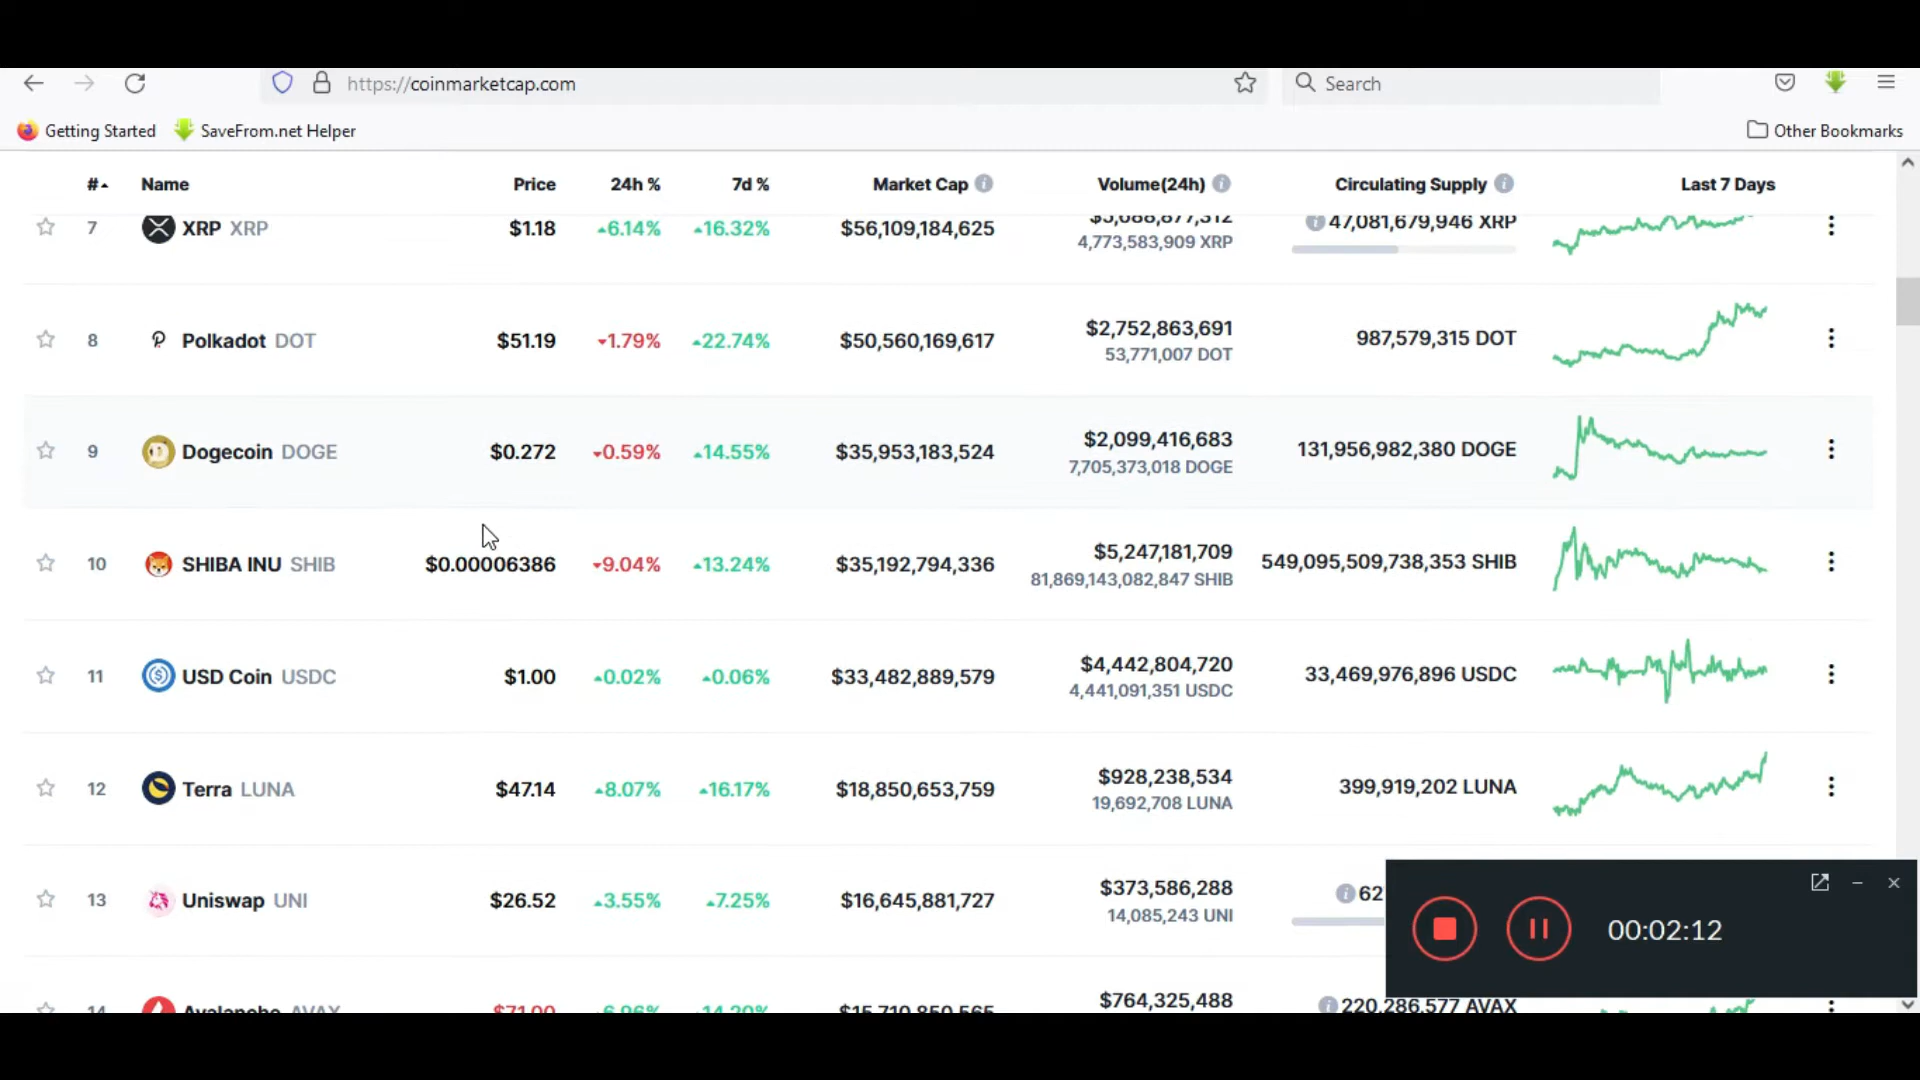 https://coinmarketcap.com
Search
Getting Started SaveFrom.net Helper Other Bookmarks
# Name Price 24h % 7d % Market Cap Volume(24h) Circulating Supply Last 7 Days
7 XRP XRP $1.18 6.14% 16.32% $56,109,184,625 47,081,679,946 XRP
4,773,583,909 XRP
8 Polkadot DOT $51.19 1.79% 22.74% $50,560,169,617 $2,752,863,691 987,579,315 DOT
53,771,007 DOT
9 Dogecoin DOGE $0.272 0.59% 14.55% $35,953,183,524 $2,099,416,683 131,956,982,380 DOGE
7,705,373,018 DOGE
10 SHIBA INU SHIB $0.00006386 9.04% 13.24% $35,192,794,336 $5,247,181,709 549,095,509,738,353 SHIB
81,869,143,082,847 SHIB
11 USD Coin USDC $1.00 0.02% 0.06% $33,482,889,579 $4,442,804,720 33,469,976,896 USDC
4,441,091,351 USDC
12 Terra LUNA $47.14 8.07% 16.17% $18,850,653,759 $928,238,534 399,919,202 LUNA
19,692,708 LUNA
13 Uniswap UNI $26.52 3.55% 7.25% $16,645,881,727 $373,586,288 62
14,085,243 UNI
00:02:12
14 Avalanche AVAX $764,325,488 220,286,577 AVAX